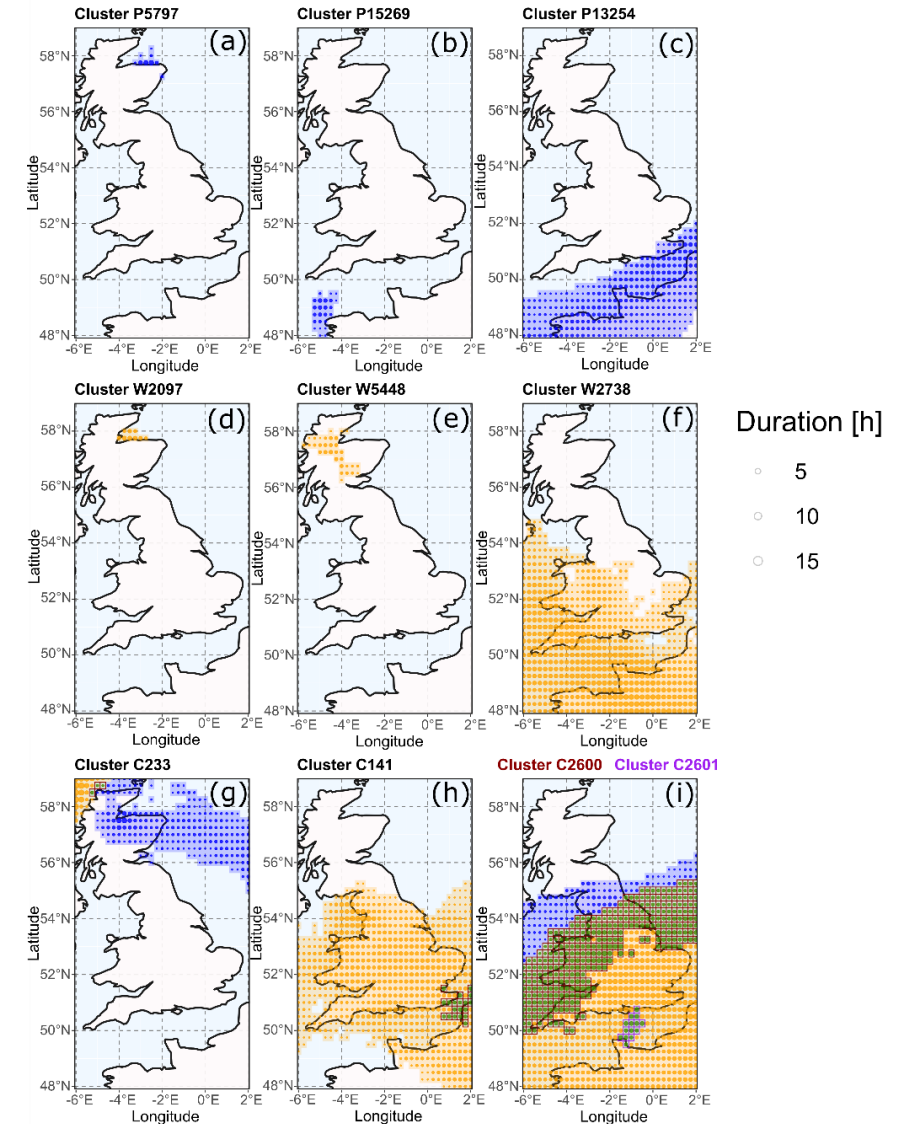 Cluster P5797 Cluster P15269 Cluster P13254
(a) (b) (c)
58°N 58°N 58°N
56°N 56°N 56°N
54°N 54°N 54°N
52°N 52°N 52°N
50°N 50°N 50°N
48°N 48°N 48°N
Latitude Latitude Latitude
-6°E -4°E -2°E 0°E 2°E -6°E -4°E -2°E 0°E 2°E -6°E -4°E -2°E 0°E 2°E
Longitude Longitude Longitude
Cluster W2097 Cluster W5448 Cluster W2738
(d) (e) (f)
58°N 58°N 58°N
56°N 56°N 56°N
54°N 54°N 54°N
52°N 52°N 52°N
50°N 50°N 50°N
48°N 48°N 48°N
Latitude Latitude Latitude
-6°E -4°E -2°E 0°E 2°E -6°E -4°E -2°E 0°E 2°E -6°E -4°E -2°E 0°E 2°E
Longitude Longitude Longitude
Duration [h]
5
10
15
Cluster C233 Cluster C141 Cluster C2600 Cluster C2601
(g) (h) (i)
58°N 58°N 58°N
56°N 56°N 56°N
54°N 54°N 54°N
52°N 52°N 52°N
50°N 50°N 50°N
48°N 48°N 48°N
Latitude Latitude Latitude
-6°E -4°E -2°E 0°E 2°E -6°E -4°E -2°E 0°E 2°E -6°E -4°E -2°E 0°E 2°E
Longitude Longitude Longitude